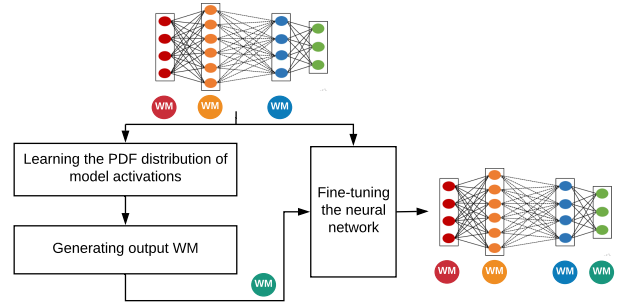 WM WM WM
Learning the PDF distribution of
model activations
Fine-tuning
the neural
network
Generating output WM
WM
WM WM WM WM